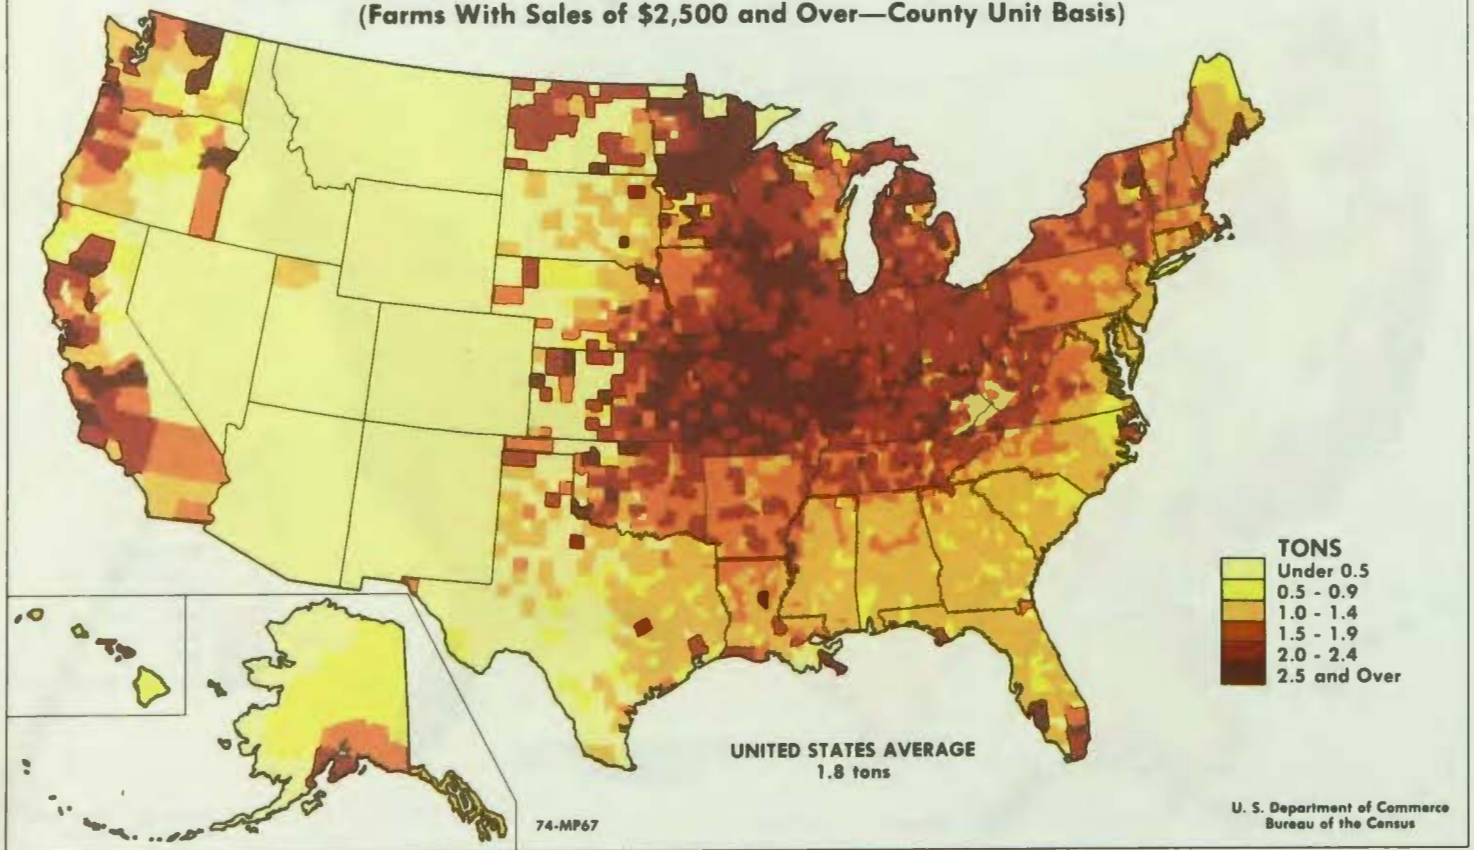 (Farms With Sales of $2,500 and Over—County Unit Basis)
TONS
Under 0.5
0.5 - 0.9
1.0 - 1.4
1.5 - 1.9
2.0 - 2.4
2.5 and Over
UNITED STATES AVERAGE
1.8 tons
74-MP67
U. S. Department of Commerce
Bureau of the Census